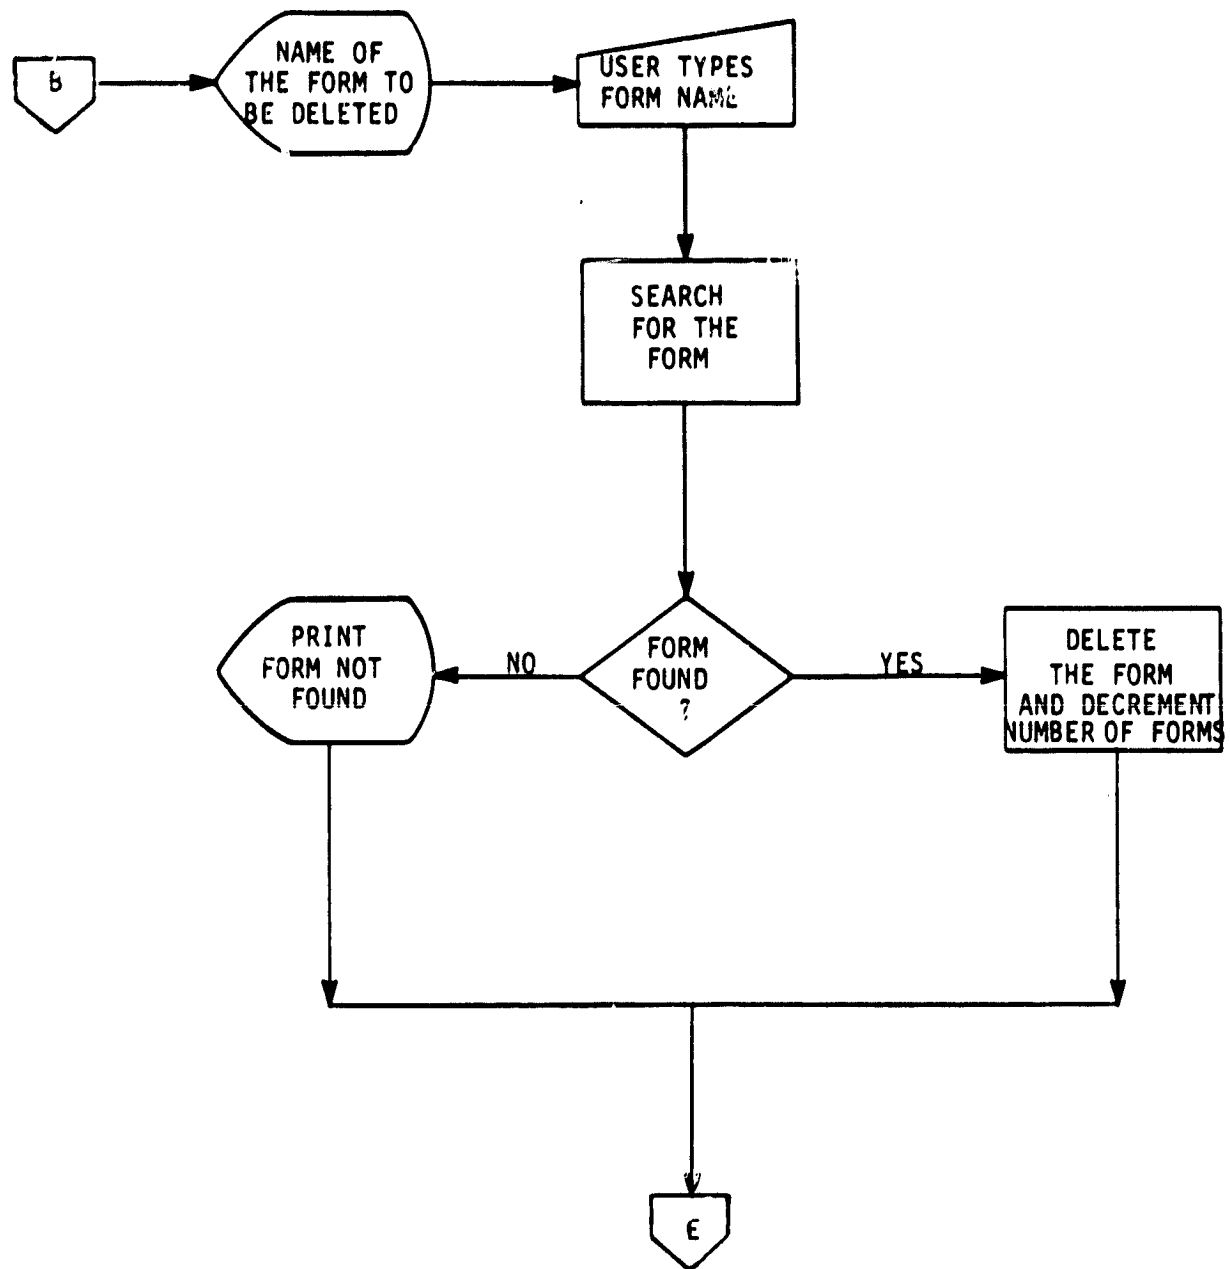 B
NAME OF
THE FORM TO
BE DELETED
USER TYPES
FORM NAME
SEARCH
FOR THE
FORM
FORM
FOUND
?
NO
YES
PRINT
FORM NOT
FOUND
DELETE
THE FORM
AND DECREMENT
NUMBER OF FORMS
E